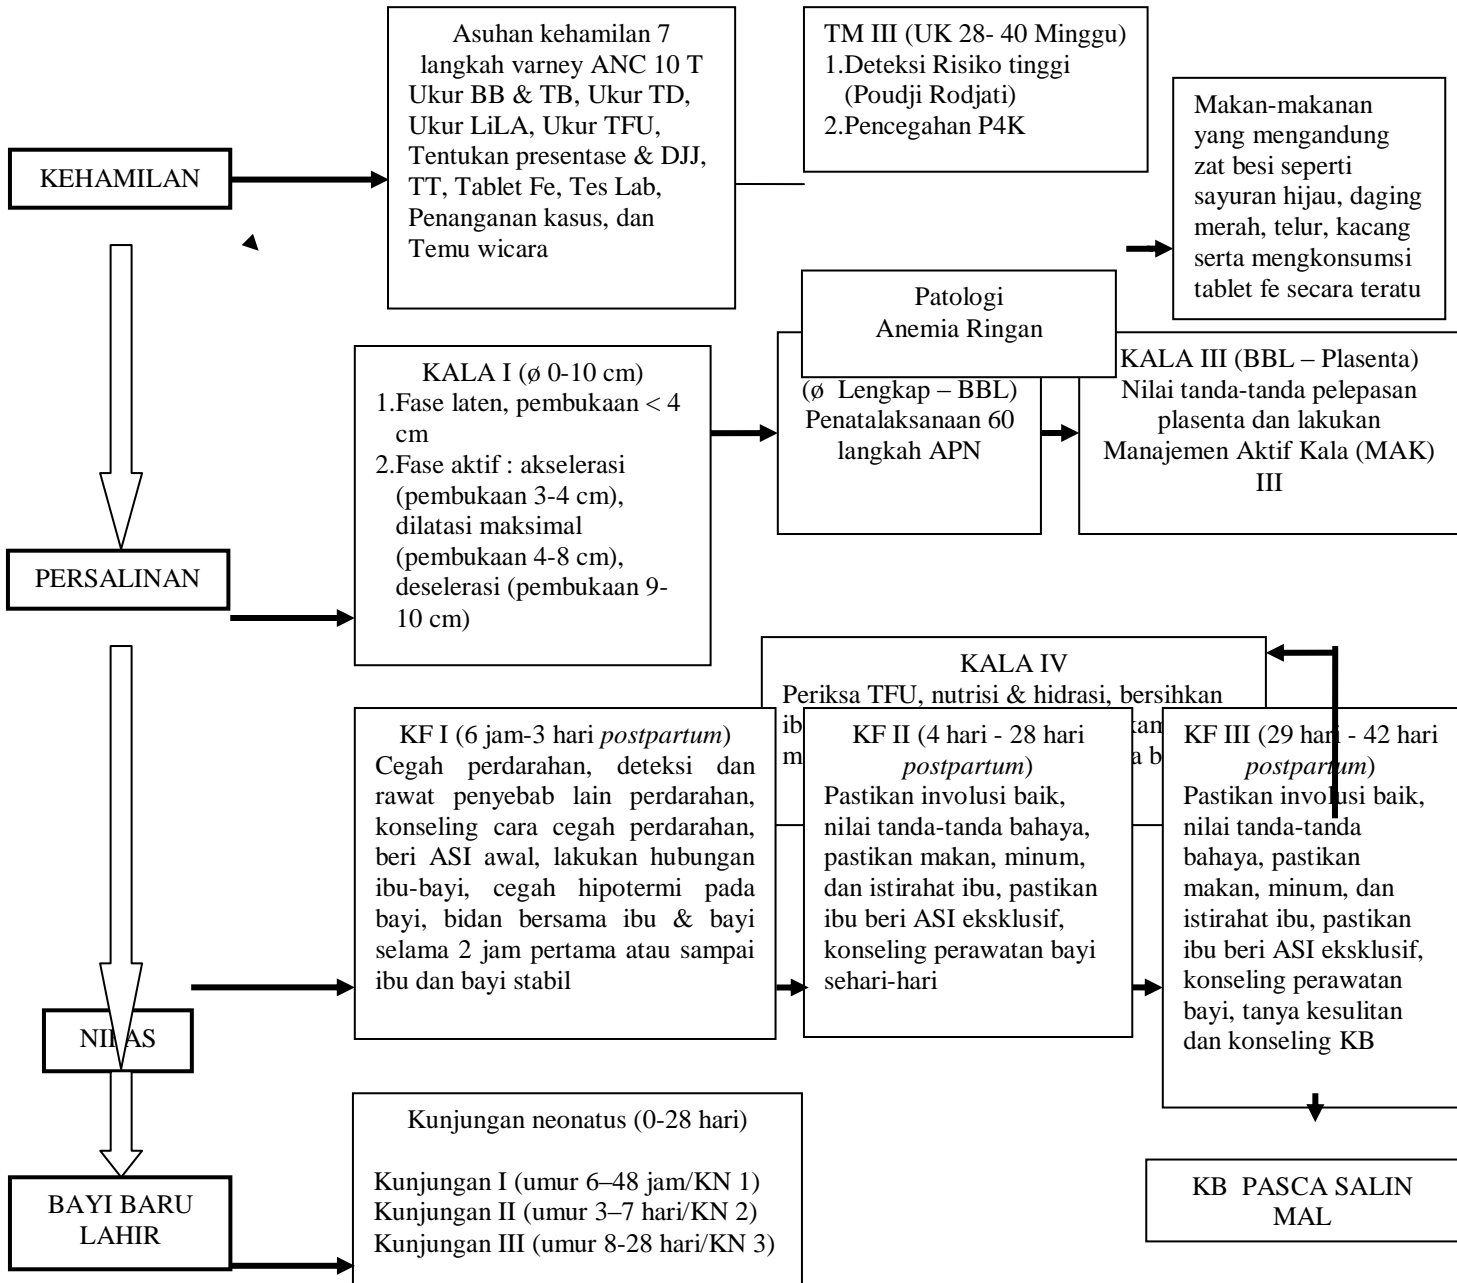 Asuhan kehamilan 7
langkah varney ANC 10 T
Ukur BB & TB, Ukur TD,
Ukur LiLA, Ukur TFU,
Tentukan presentase & DJJ,
TT, Tablet Fe, Tes Lab,
Penanganan kasus, dan
Temu wicara
TM III (UK 28- 40 Minggu)
1.Deteksi Risiko tinggi
(Poudji Rodjati)
2.Pencegahan P4K
Makan-makanan
yang mengandung
zat besi seperti
sayuran hijau, daging
merah, telur, kacang
serta mengkonsumsi
tablet fe secara teratu
KEHAMILAN
Patologi
Anemia Ringan
KALA I (ø 0-10 cm)
1.Fase laten, pembukaan < 4
cm
2.Fase aktif : akselerasi
(pembukaan 3-4 cm),
dilatasi maksimal
(pembukaan 4-8 cm),
deselerasi (pembukaan 9-
10 cm)
(ø Lengkap – BBL)
Penatalaksanaan 60
langkah APN
KALA III (BBL – Plasenta)
Nilai tanda-tanda pelepasan
plasenta dan lakukan
Manajemen Aktif Kala (MAK)
III
PERSALINAN
KALA IV
Periksa TFU, nutrisi & hidrasi, bersihkan
KF I (6 jam-3 hari postpartum)
Cegah perdarahan, deteksi dan
rawat penyebab lain perdarahan,
konseling cara cegah perdarahan,
beri ASI awal, lakukan hubungan
ibu-bayi, cegah hipotermi pada
bayi, bidan bersama ibu & bayi
selama 2 jam pertama atau sampai
ibu dan bayi stabil
KF II (4 hari - 28 hari
postpartum)
Pastikan involusi baik,
nilai tanda-tanda bahaya,
pastikan makan, minum,
dan istirahat ibu, pastikan
ibu beri ASI eksklusif,
konseling perawatan bayi
sehari-hari
KF III (29 hari - 42 hari
postpartum)
Pastikan involusi baik,
nilai tanda-tanda
bahaya, pastikan
makan, minum, dan
istirahat ibu, pastikan
ibu beri ASI eksklusif,
konseling perawatan
bayi, tanya kesulitan
dan konseling KB
NIFAS
Kunjungan neonatus (0-28 hari)
Kunjungan I (umur 6–48 jam/KN 1)
Kunjungan II (umur 3–7 hari/KN 2)
Kunjungan III (umur 8-28 hari/KN 3)
BAYI BARU
LAHIR
KB PASCA SALIN
MAL